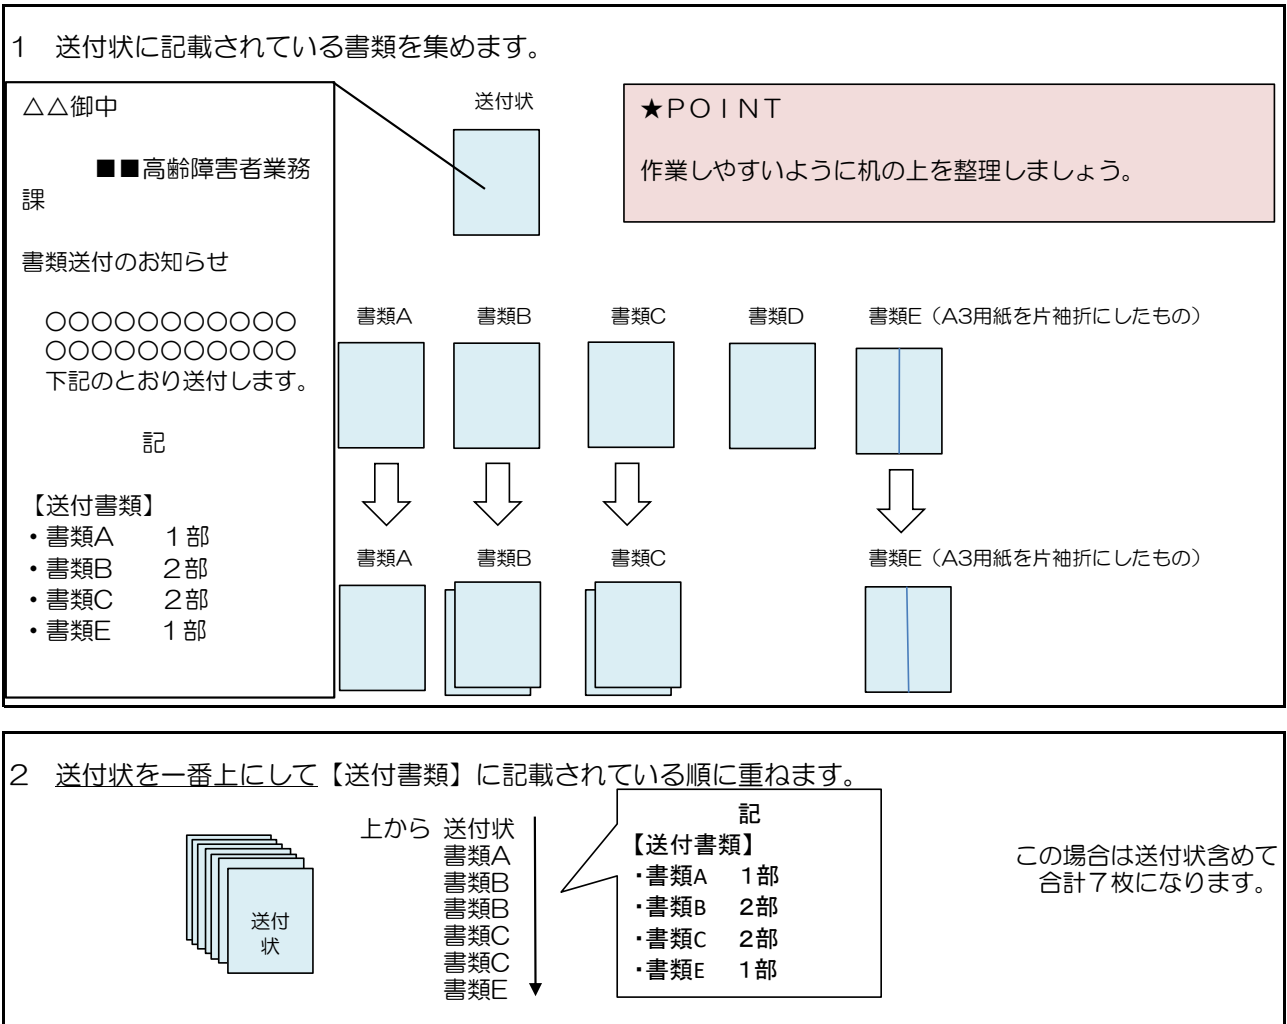 １　送付状に記載されている書類を集めます。
△△御中
■■高齢障害者業務
課
書類送付のお知らせ
○○○○○○○○○○○
○○○○○○○○○○○
下記のとおり送付します。
記
【送付書類】
・書類A　　１部
・書類B　　２部
・書類C　　２部
・書類E　　１部
送付状
★ＰＯＩＮＴ
作業しやすいように机の上を整理しましょう。
書類A　書類B　書類C　書類D　書類E（A3用紙を片袖折にしたもの）
書類A　書類B　書類C　書類E（A3用紙を片袖折にしたもの）
２　送付状を一番上にして【送付書類】に記載されている順に重ねます。
送付
状
上から 送付状
書類A
書類B
書類B
書類C
書類C
書類E
記
【送付書類】
・書類A　１部
・書類B　２部
・書類C　２部
・書類E　１部
この場合は送付状含めて
合計７枚になります。